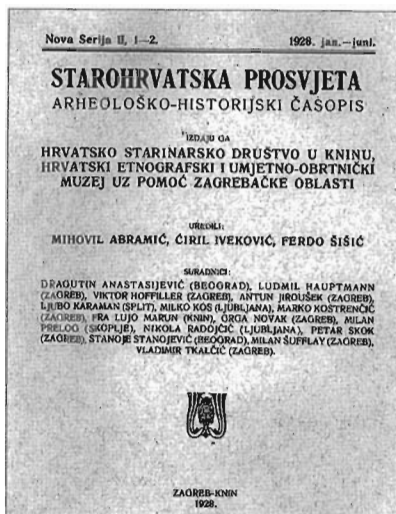 Nova Serija II, 1—2. 1928. jan.—juni.
STAROHRVATSKA PROSVJETA
ARHEOLOŠKO-HISTORIJSKI ČASOPIS
IZDAJU GA
HRVATSKO STARINARSKO DRUŠTVO U KNINU,
HRVATSKI ETNOGRAFSKI I UMJETNO-OBRTNIČKI
MUZEJ UZ POMOĆ ZAGREBAČKE OBLASTI
UREDILI:
MIHOVIL ABRAMIĆ, ĆIRIL IVEKOVIĆ, FERDO ŠIŠIĆ
SURADNICI:
DRAGUTIN ANASTASIJEVIĆ (BEOGRAD), LUDMIL HAUPTMANN
(ZAGREB), VIKTOR HOFFILLER (ZAGREB), ANTUN JIROUŠEK (ZAGREB),
LJUBO KARAMAN (SPLIT), MILKO KOS (LJUBLJANA), MARKO KOSTRENČIĆ
(ZAGREB), FRA LUJO MARUN (KNIN), GRGA NOVAK (ZAGREB), MILAN
PRELOG (SKOPLJE), NIKOLA RADOJČIĆ (LJUBLJANA), PETAR SKOK
(ZAGREB), STANOJE STANOJEVIĆ (BEOGRAD), MILAN ŠUFFLAY (ZAGREB),
VLADIMIR TKALČIĆ (ZAGREB).
ZAGREB-KNIN
1928.